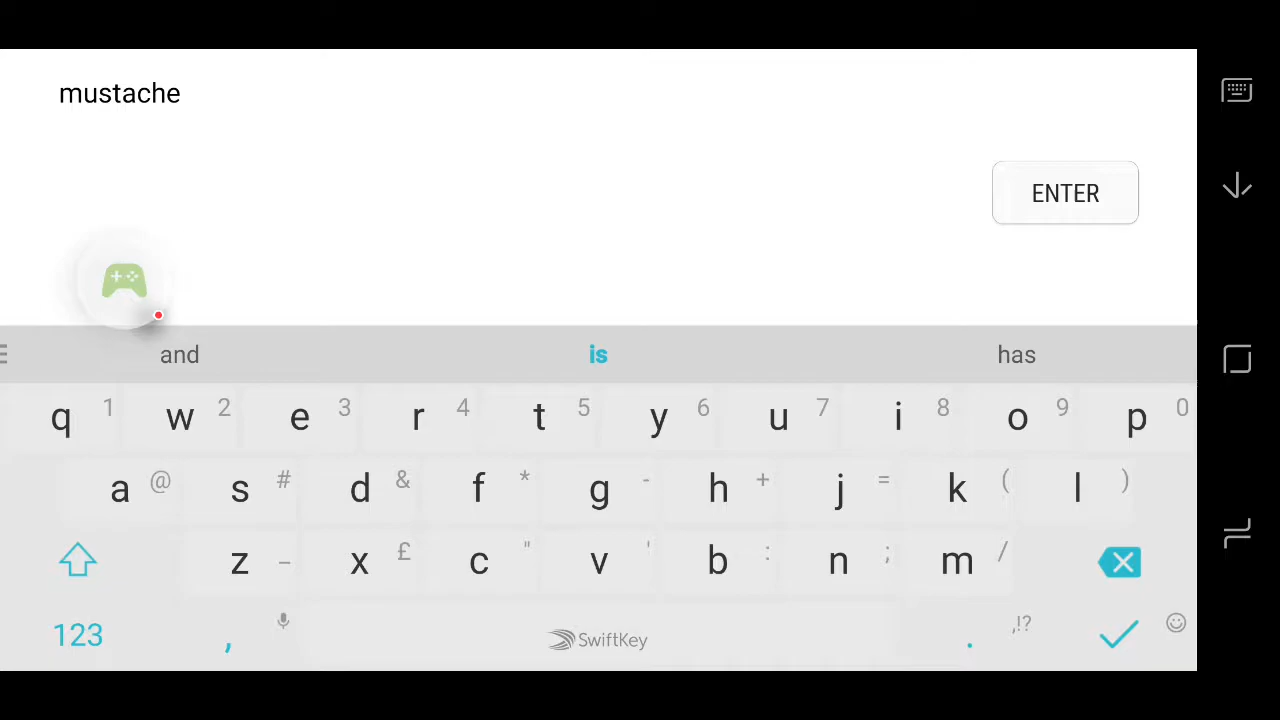 mustache
ENTER
and is has
q 1 w 2 e 3 r 4 t 5 y 6 u 7 i 8 o 9 p 0
a @ s # d & f * g - h + j = k ( l )
z _ x £ c " v ' b : n ; m /
123 , SwiftKey . ,!?